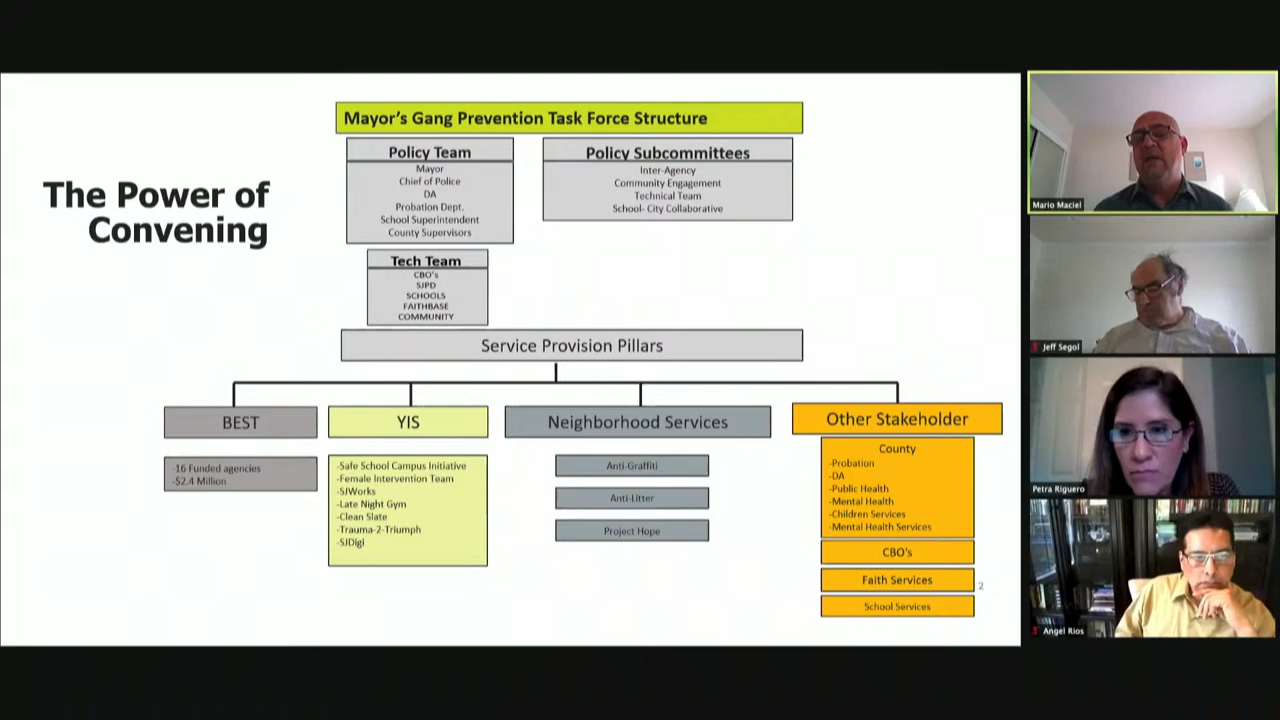 The Power of
Convening
Mayor's Gang Prevention Task Force Structure
Policy Team
Mayor
Chief of Police
DA
Probation Dept.
School Superintendent
County Supervisors
Policy Subcommittees
Inter-Agency
Community Engagement
Technical Team
School- City Collaborative
Tech Team
CBO's
SJPD
SCHOOLS
FAITHBASE
COMMUNITY
Service Provision Pillars
BEST
-16 Funded agencies
-$2.4 Million
YIS
-Safe School Campus Initiative
-Female Intervention Team
-SJWorks
-Late Night Gym
-Clean Slate
-Trauma-2-Triumph
-SJDigi
Neighborhood Services
Anti-Graffiti
Anti-Litter
Project Hope
Other Stakeholder
County
-Probation
-DA
-Public Health
-Mental Health
-Children Services
-Mental Health Services
CBO's
Faith Services
School Services
2
Mario Maciel
Jeff Segol
Petra Riguero
Angel Rios